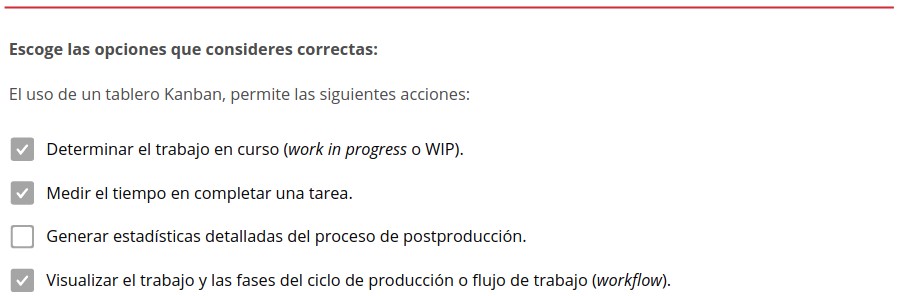 Escoge las opciones que consideres correctas:
El uso de un tablero Kanban, permite las siguientes acciones:
Determinar el trabajo en curso (work in progress o WIP).
Medir el tiempo en completar una tarea.
Generar estadísticas detalladas del proceso de postproducción.
Visualizar el trabajo y las fases del ciclo de producción o flujo de trabajo (workflow).